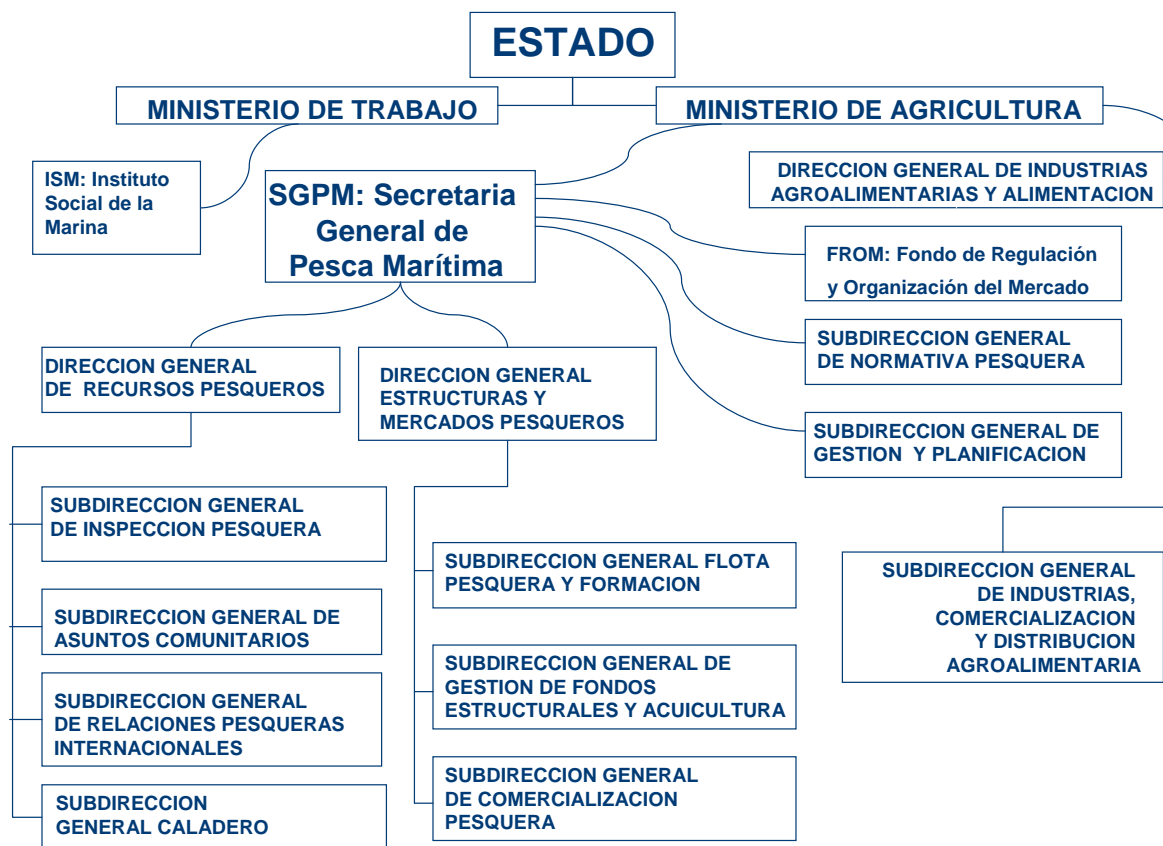 ESTADO
MINISTERIO DE TRABAJO
MINISTERIO DE AGRICULTURA
ISM: Instituto
Social de la
Marina
SGPM: Secretaria
General de
Pesca Marítima
DIRECCION GENERAL DE INDUSTRIAS
AGROALIMENTARIAS Y ALIMENTACION
FROM: Fondo de Regulación
y Organización del Mercado
SUBDIRECCION GENERAL
DE NORMATIVA PESQUERA
SUBDIRECCION GENERAL DE
GESTION Y PLANIFICACION
DIRECCION GENERAL
DE RECURSOS PESQUEROS
DIRECCION GENERAL
ESTRUCTURAS Y
MERCADOS PESQUEROS
SUBDIRECCION GENERAL
DE INSPECCION PESQUERA
SUBDIRECCION GENERAL DE
ASUNTOS COMUNITARIOS
SUBDIRECCION GENERAL
DE RELACIONES PESQUERAS
INTERNACIONALES
SUBDIRECCION
GENERAL CALADERO
SUBDIRECCION GENERAL FLOTA
PESQUERA Y FORMACION
SUBDIRECCION GENERAL DE
GESTION DE FONDOS
ESTRUCTURALES Y ACUICULTURA
SUBDIRECCION GENERAL
DE COMERCIALIZACION
PESQUERA
SUBDIRECCION GENERAL
DE INDUSTRIAS,
COMERCIALIZACION
Y DISTRIBUCION
AGROALIMENTARIA